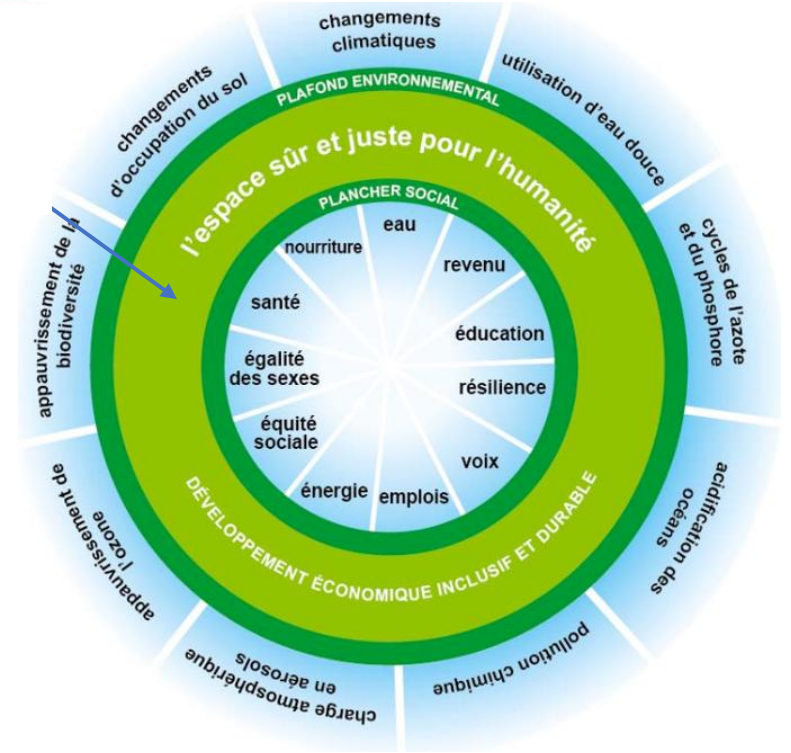 changements
climatiques
utilisation d'eau douce
cycles de l'azote
et du phosphore
acidification des
océans
pollution chimique
charge atmosphérique
en aérosols
appauvrissement de
l'ozone
appauvrissement de la
biodiversité
changements
d'occupation du sol
PLAFOND ENVIRONNEMENTAL
l'espace sûr et juste pour l'humanité
PLANCHER SOCIAL
eau
revenu
éducation
résilience
voix
emplois
énergie
équité
sociale
égalité
des sexes
santé
nourriture
DÉVELOPPEMENT ÉCONOMIQUE INCLUSIF ET DURABLE